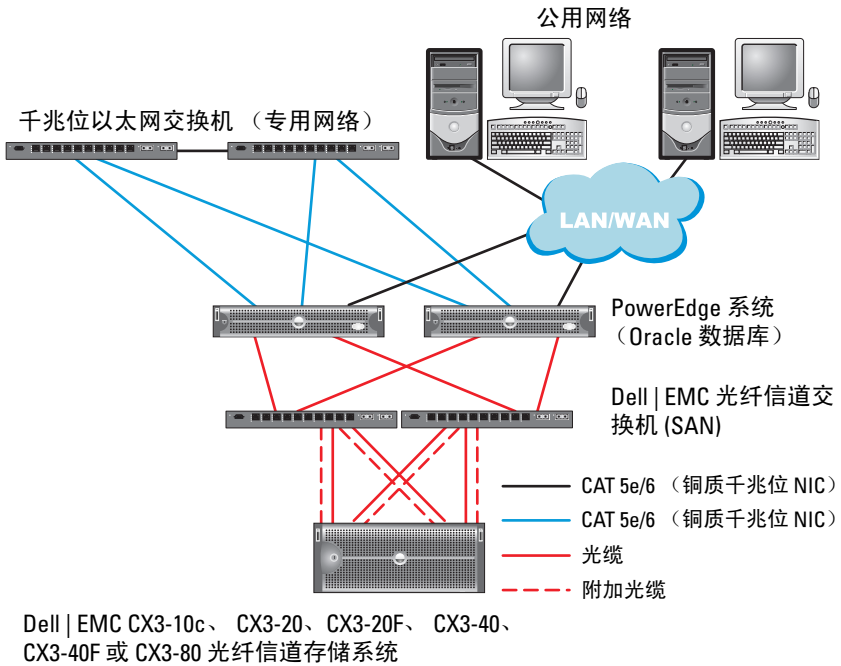 公用网络
千兆位以太网交换机 （专用网络）
LAN/WAN
PowerEdge 系统
（Oracle 数据库）
Dell | EMC 光纤信道交
换机 (SAN)
CAT 5e/6 （铜质千兆位 NIC）
CAT 5e/6 （铜质千兆位 NIC）
光缆
附加光缆
Dell | EMC CX3-10c、 CX3-20、CX3-20F、 CX3-40、
CX3-40F 或 CX3-80 光纤信道存储系统